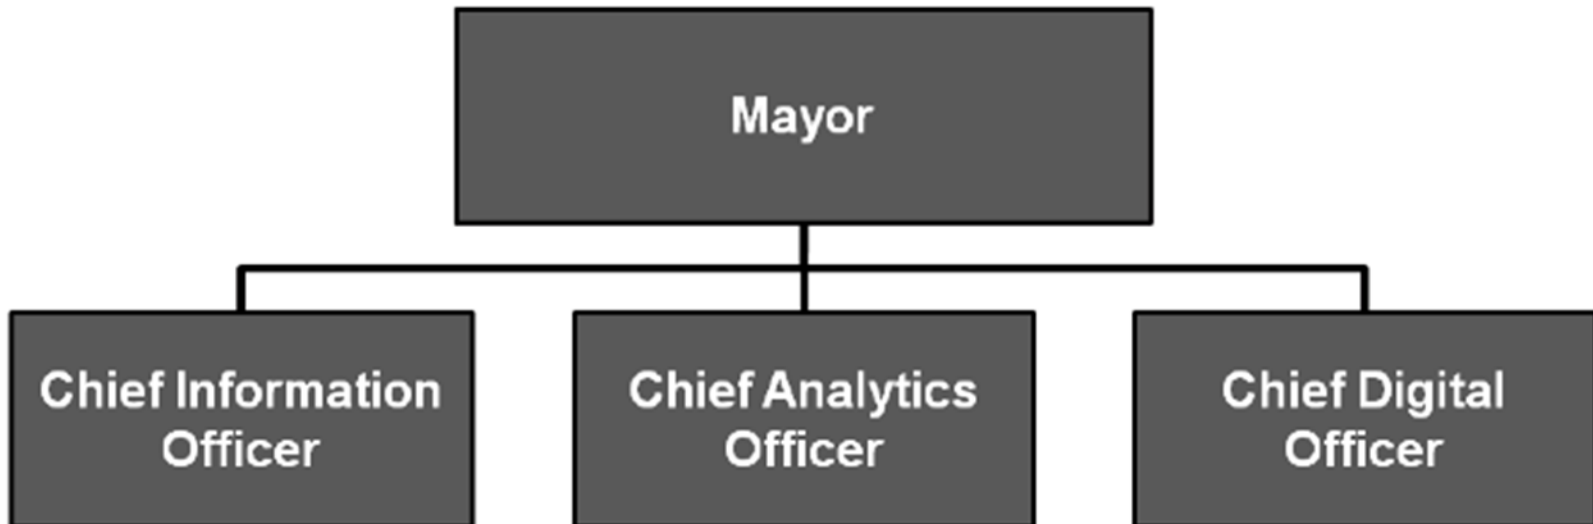 Mayor
Chief Information
Officer
Chief Analytics
Officer
Chief Digital
Officer